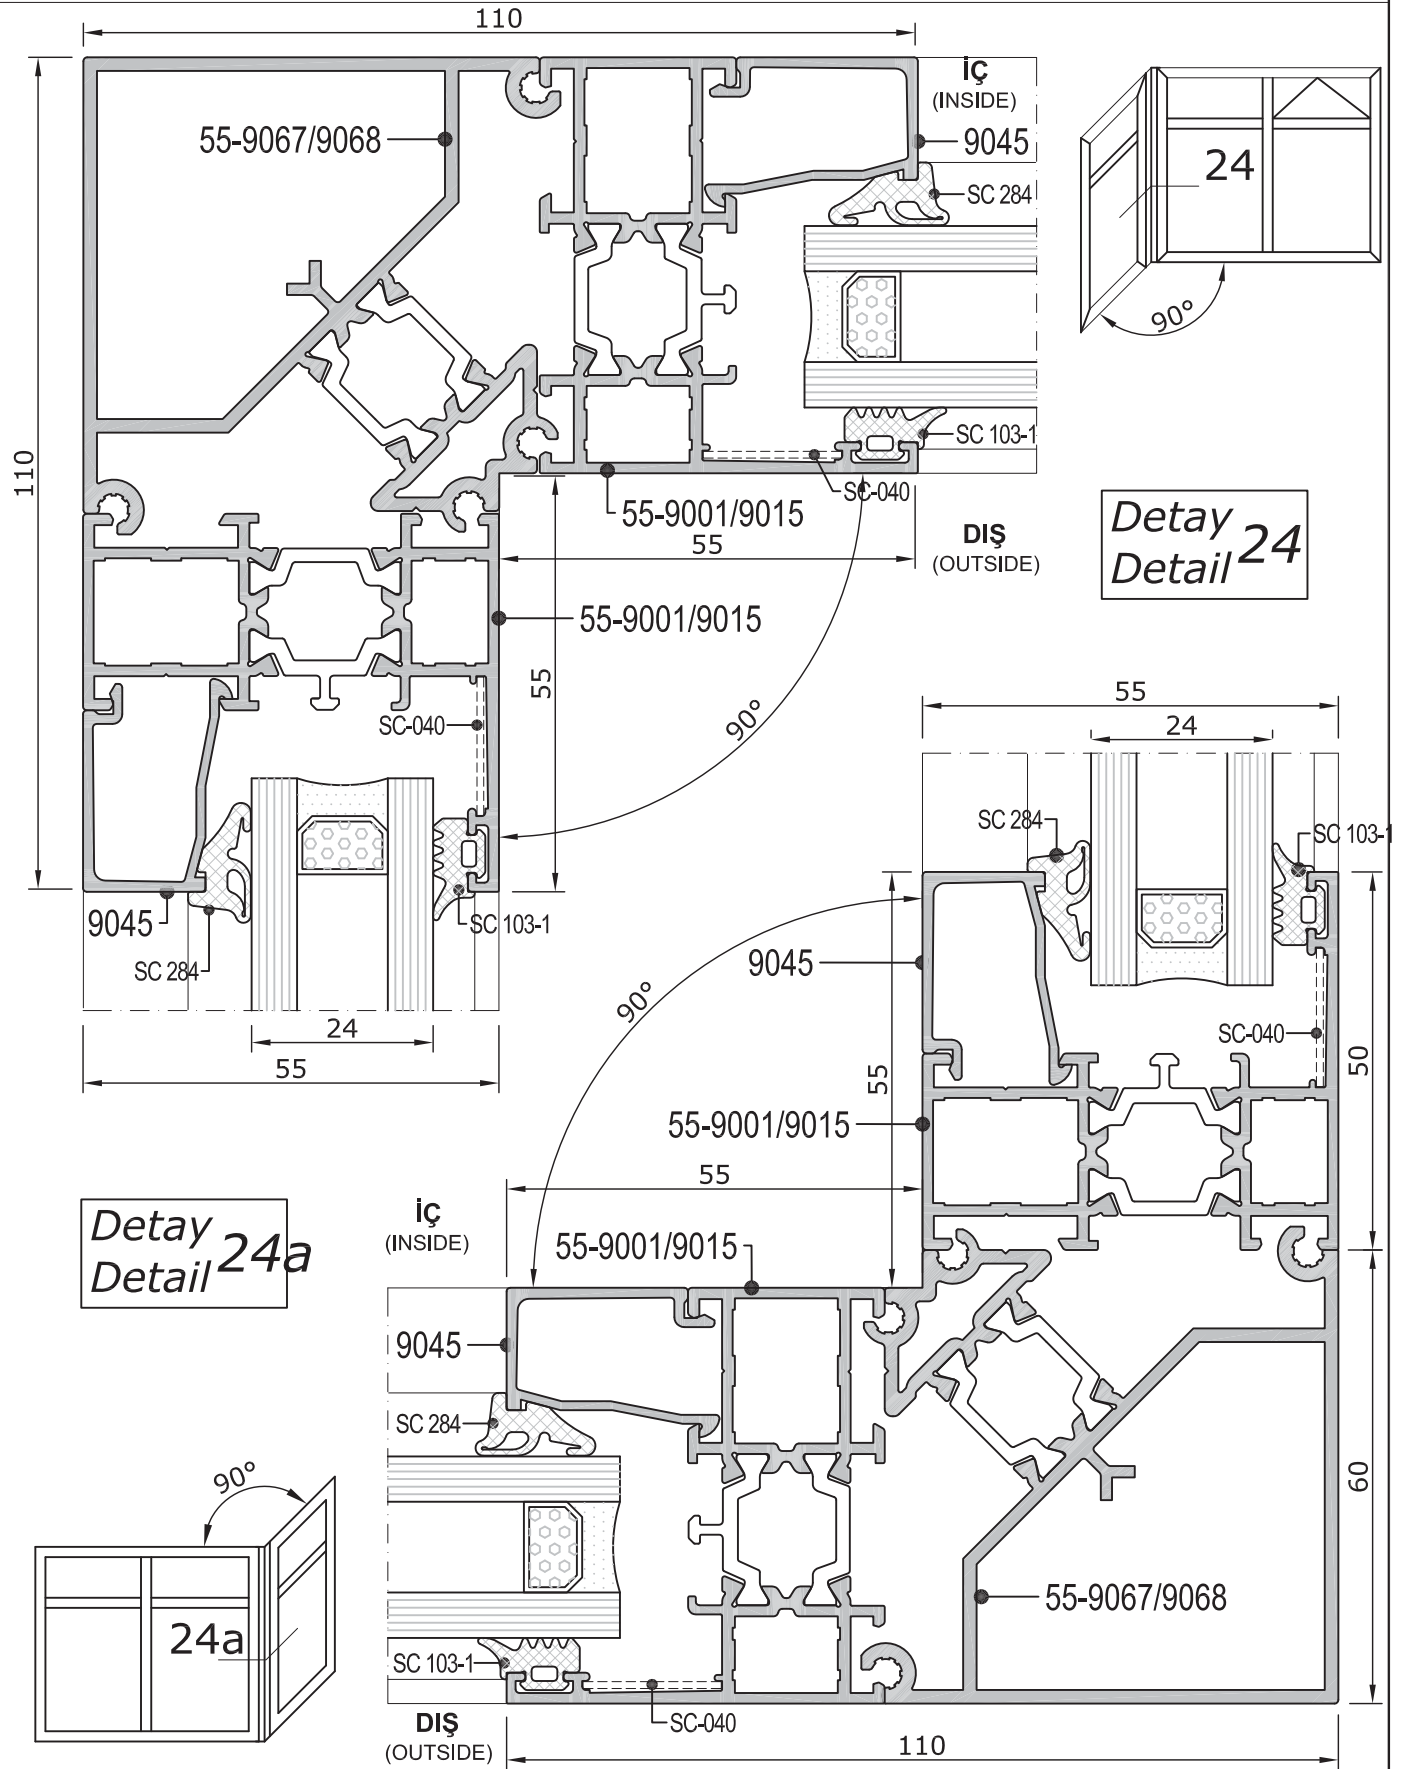 110
İÇ
(INSIDE)
55-9067/9068
9045
SC 284
24
90°
SC 103-1
110
SC-040
55-9001/9015
DIŞ
(OUTSIDE)
55
Detay
Detail 24
55-9001/9015
55
90°
SC-040
55
24
SC 284
SC 103-1
9045
SC 103-1
SC 284
9045
24
55
90°
SC-040
50
55
55-9001/9015
55
Detay
Detail 24a
İÇ
(INSIDE)
55-9001/9015
9045
SC 284
90°
60
55-9067/9068
24a
SC 103-1
DIŞ
(OUTSIDE)
SC-040
110